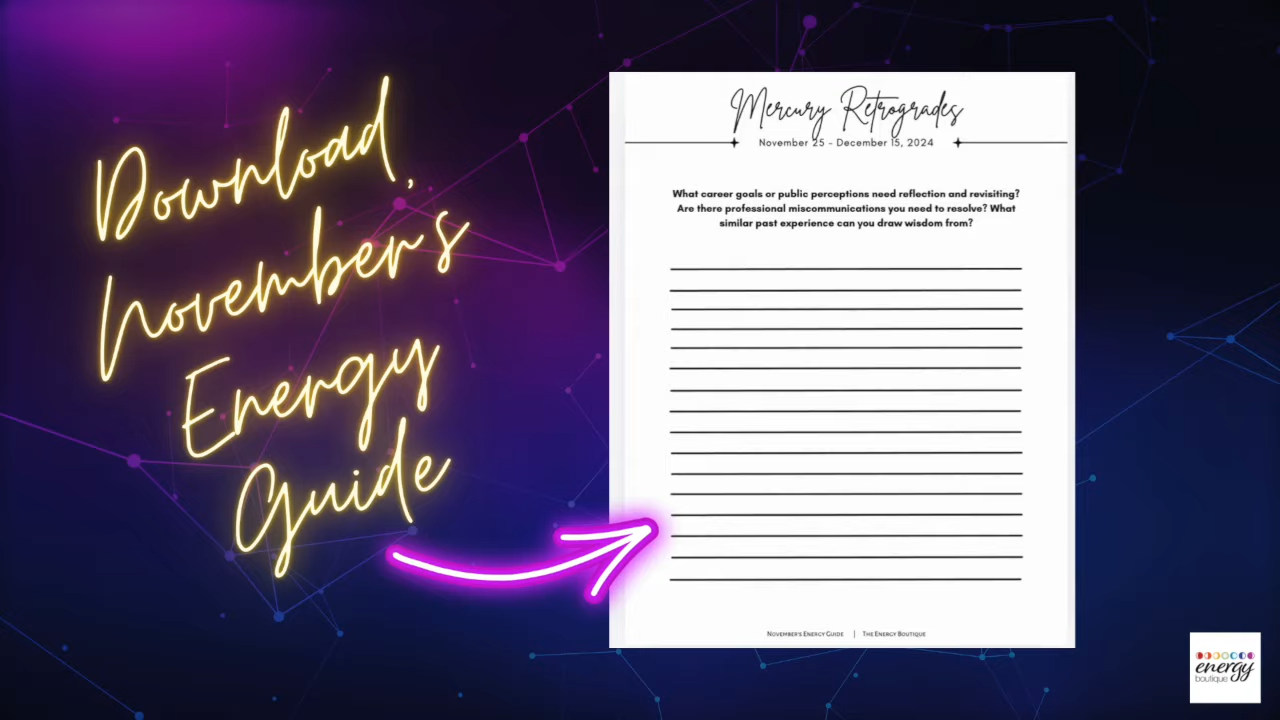 Download
November's
Energy
Guide
Mercury Retrogrades
November 25 - December 15, 2024
What career goals or public perceptions need reflection and revisiting?
Are there professional miscommunications you need to resolve? What
similar past experience can you draw wisdom from?
November's Energy Guide | The Energy Boutique
energy
boutique